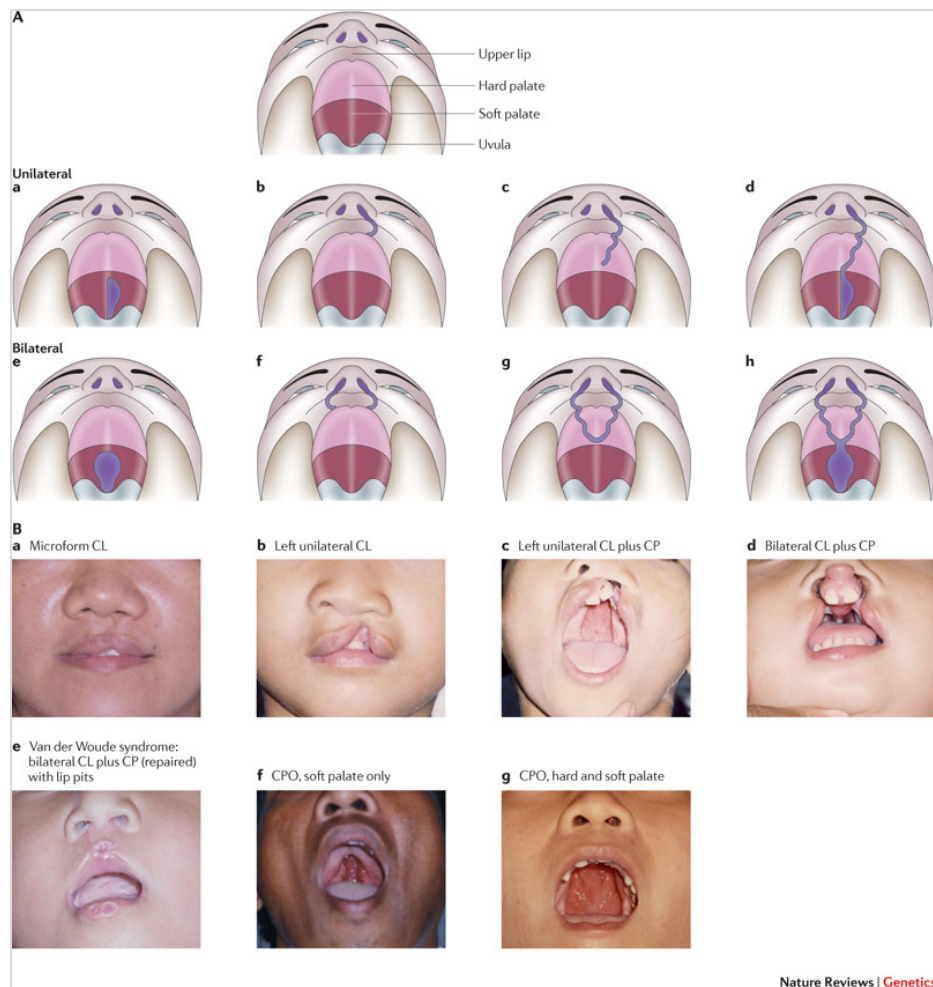 A
Upper lip
Hard palate
Soft palate
Uvula
Unilateral
a
b
c
d
Bilateral
e
f
g
h
B
a Microform CL
b Left unilateral CL
c Left unilateral CL plus CP
d Bilateral CL plus CP
e Van der Woude syndrome:
bilateral CL plus CP (repaired)
with lip pits
f CPO, soft palate only
g CPO, hard and soft palate
Nature Reviews | Genetics